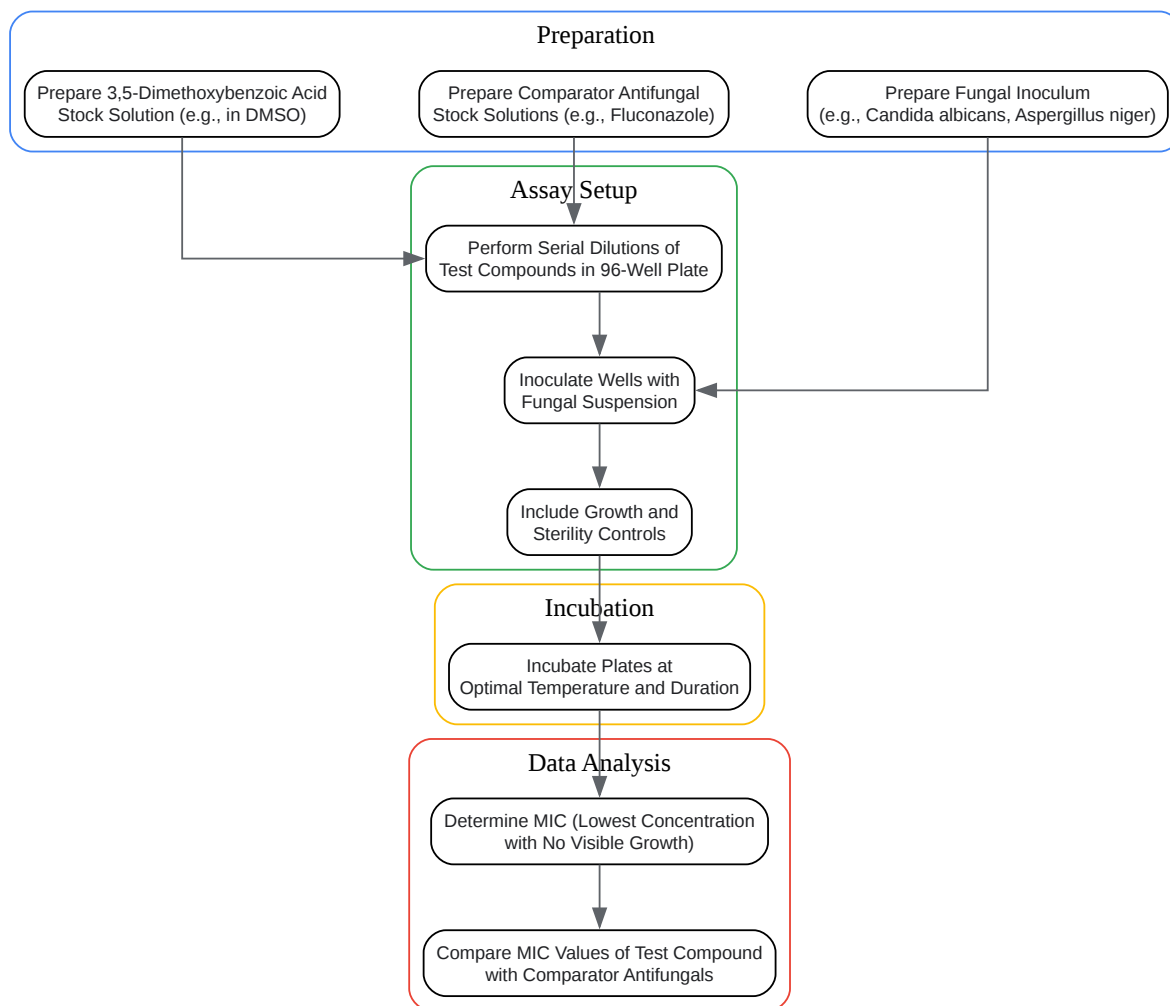 Preparation
Prepare 3,5-Dimethoxybenzoic Acid
Stock Solution (e.g., in DMSO)
Prepare Comparator Antifungal
Stock Solutions (e.g., Fluconazole)
Prepare Fungal Inoculum
(e.g., Candida albicans, Aspergillus niger)
Assay Setup
Perform Serial Dilutions of
Test Compounds in 96-Well Plate
Inoculate Wells with
Fungal Suspension
Include Growth and
Sterility Controls
Incubation
Incubate Plates at
Optimal Temperature and Duration
Data Analysis
Determine MIC (Lowest Concentration
with No Visible Growth)
Compare MIC Values of Test Compound
with Comparator Antifungals